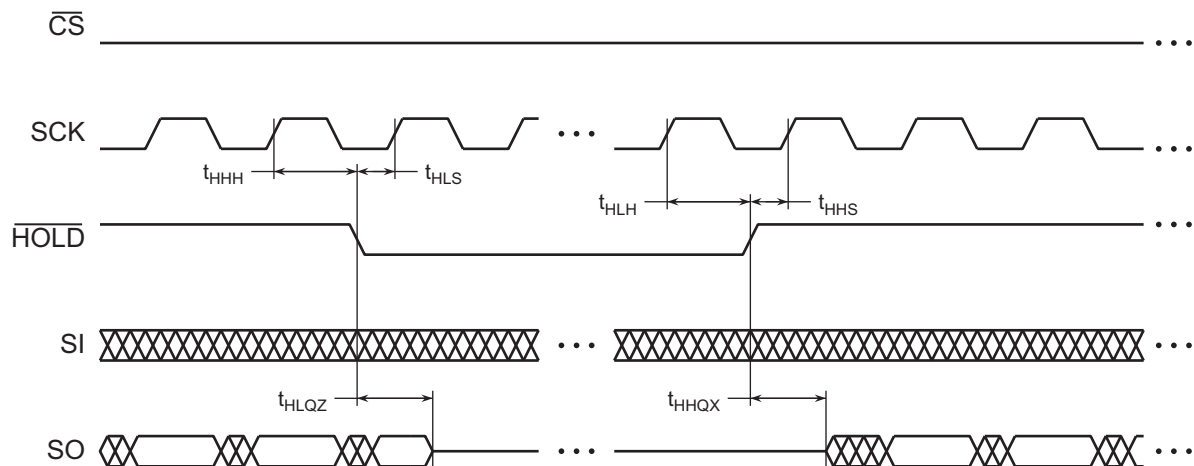 CS
SCK
tHHH
tHLS
tHLH
tHHS
HOLD
SI
tHLQZ
tHHQX
SO